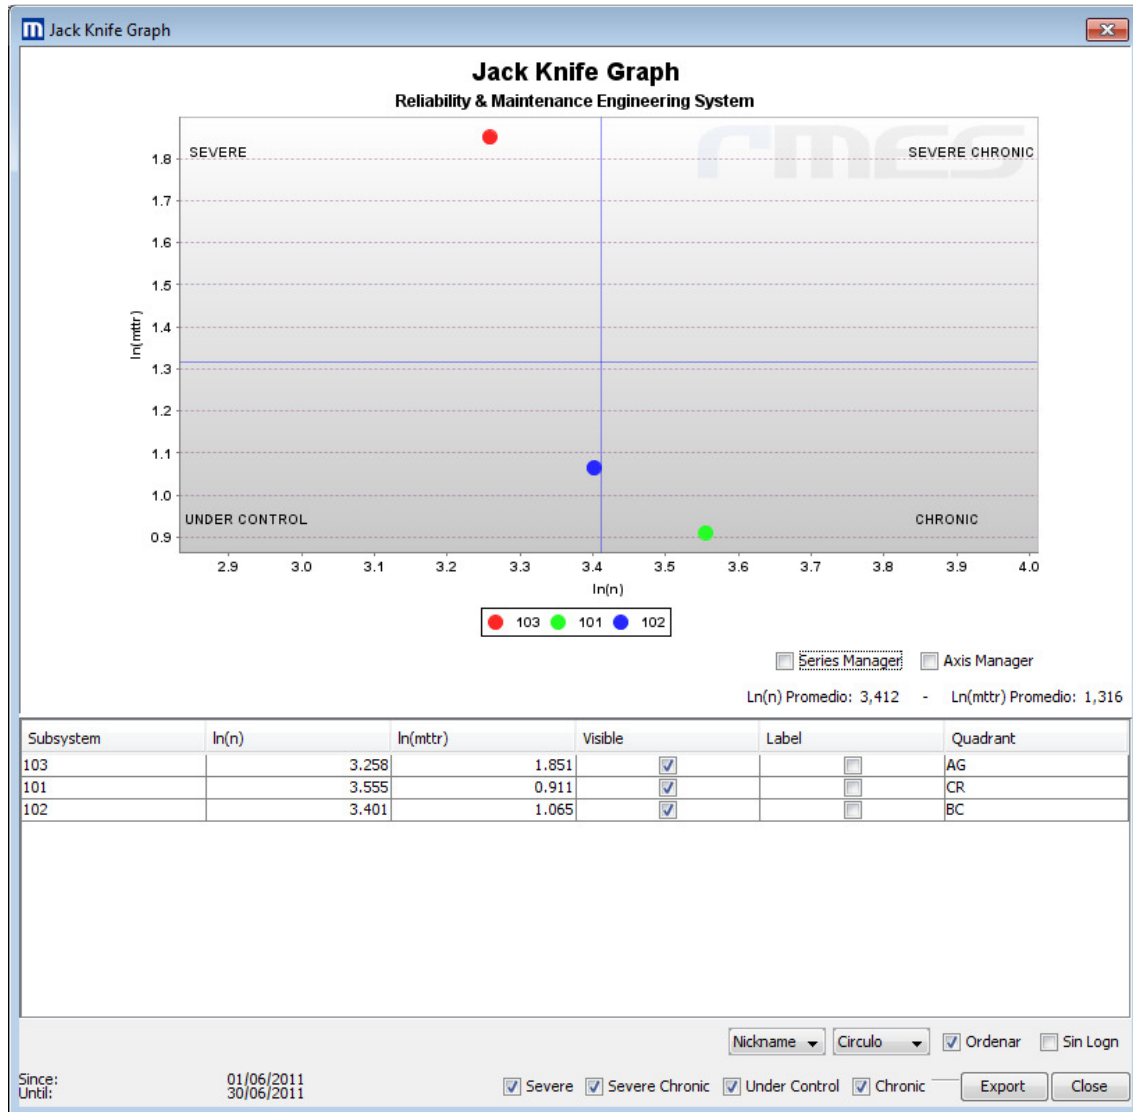 Jack Knife Graph
Jack Knife Graph
Reliability & Maintenance Engineering System
rmes
SEVERE
SEVERE CHRONIC
UNDER CONTROL
CHRONIC
ln(mttr)
1.8
1.7
1.6
1.5
1.4
1.3
1.2
1.1
1.0
0.9
2.9 3.0 3.1 3.2 3.3 3.4 3.5 3.6 3.7 3.8 3.9 4.0
ln(n)
103 101 102
Series Manager Axis Manager
Ln(n) Promedio: 3,412 - Ln(mttr) Promedio: 1,316
Subsystem ln(n) ln(mttr) Visible Label Quadrant
103 3.258 1.851 AG
101 3.555 0.911 CR
102 3.401 1.065 BC
Nickname Circulo Ordenar Sin Logn
Since: 01/06/2011
Until: 30/06/2011
Severe Severe Chronic Under Control Chronic Export Close